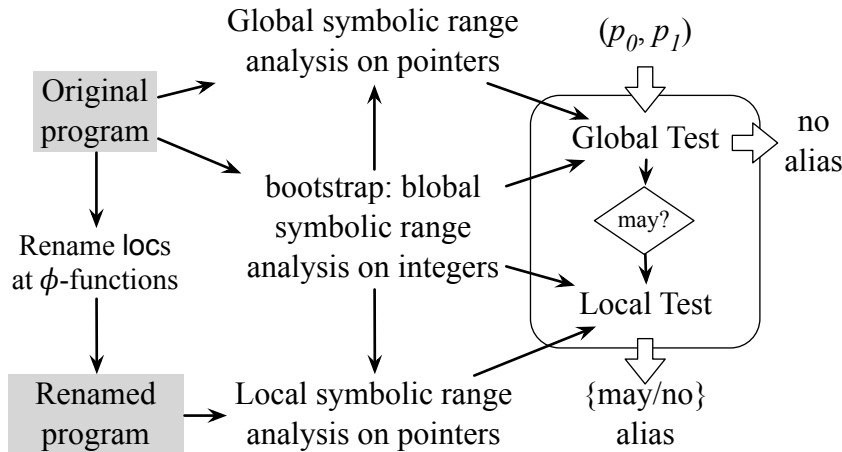 Global symbolic range
analysis on pointers
(p0, p1)
Original
program
Global Test
no
alias
bootstrap: blobal
symbolic range
analysis on integers
may?
Rename locs
at ϕ-functions
Local Test
Renamed
program
Local symbolic range
analysis on pointers
{may/no}
alias